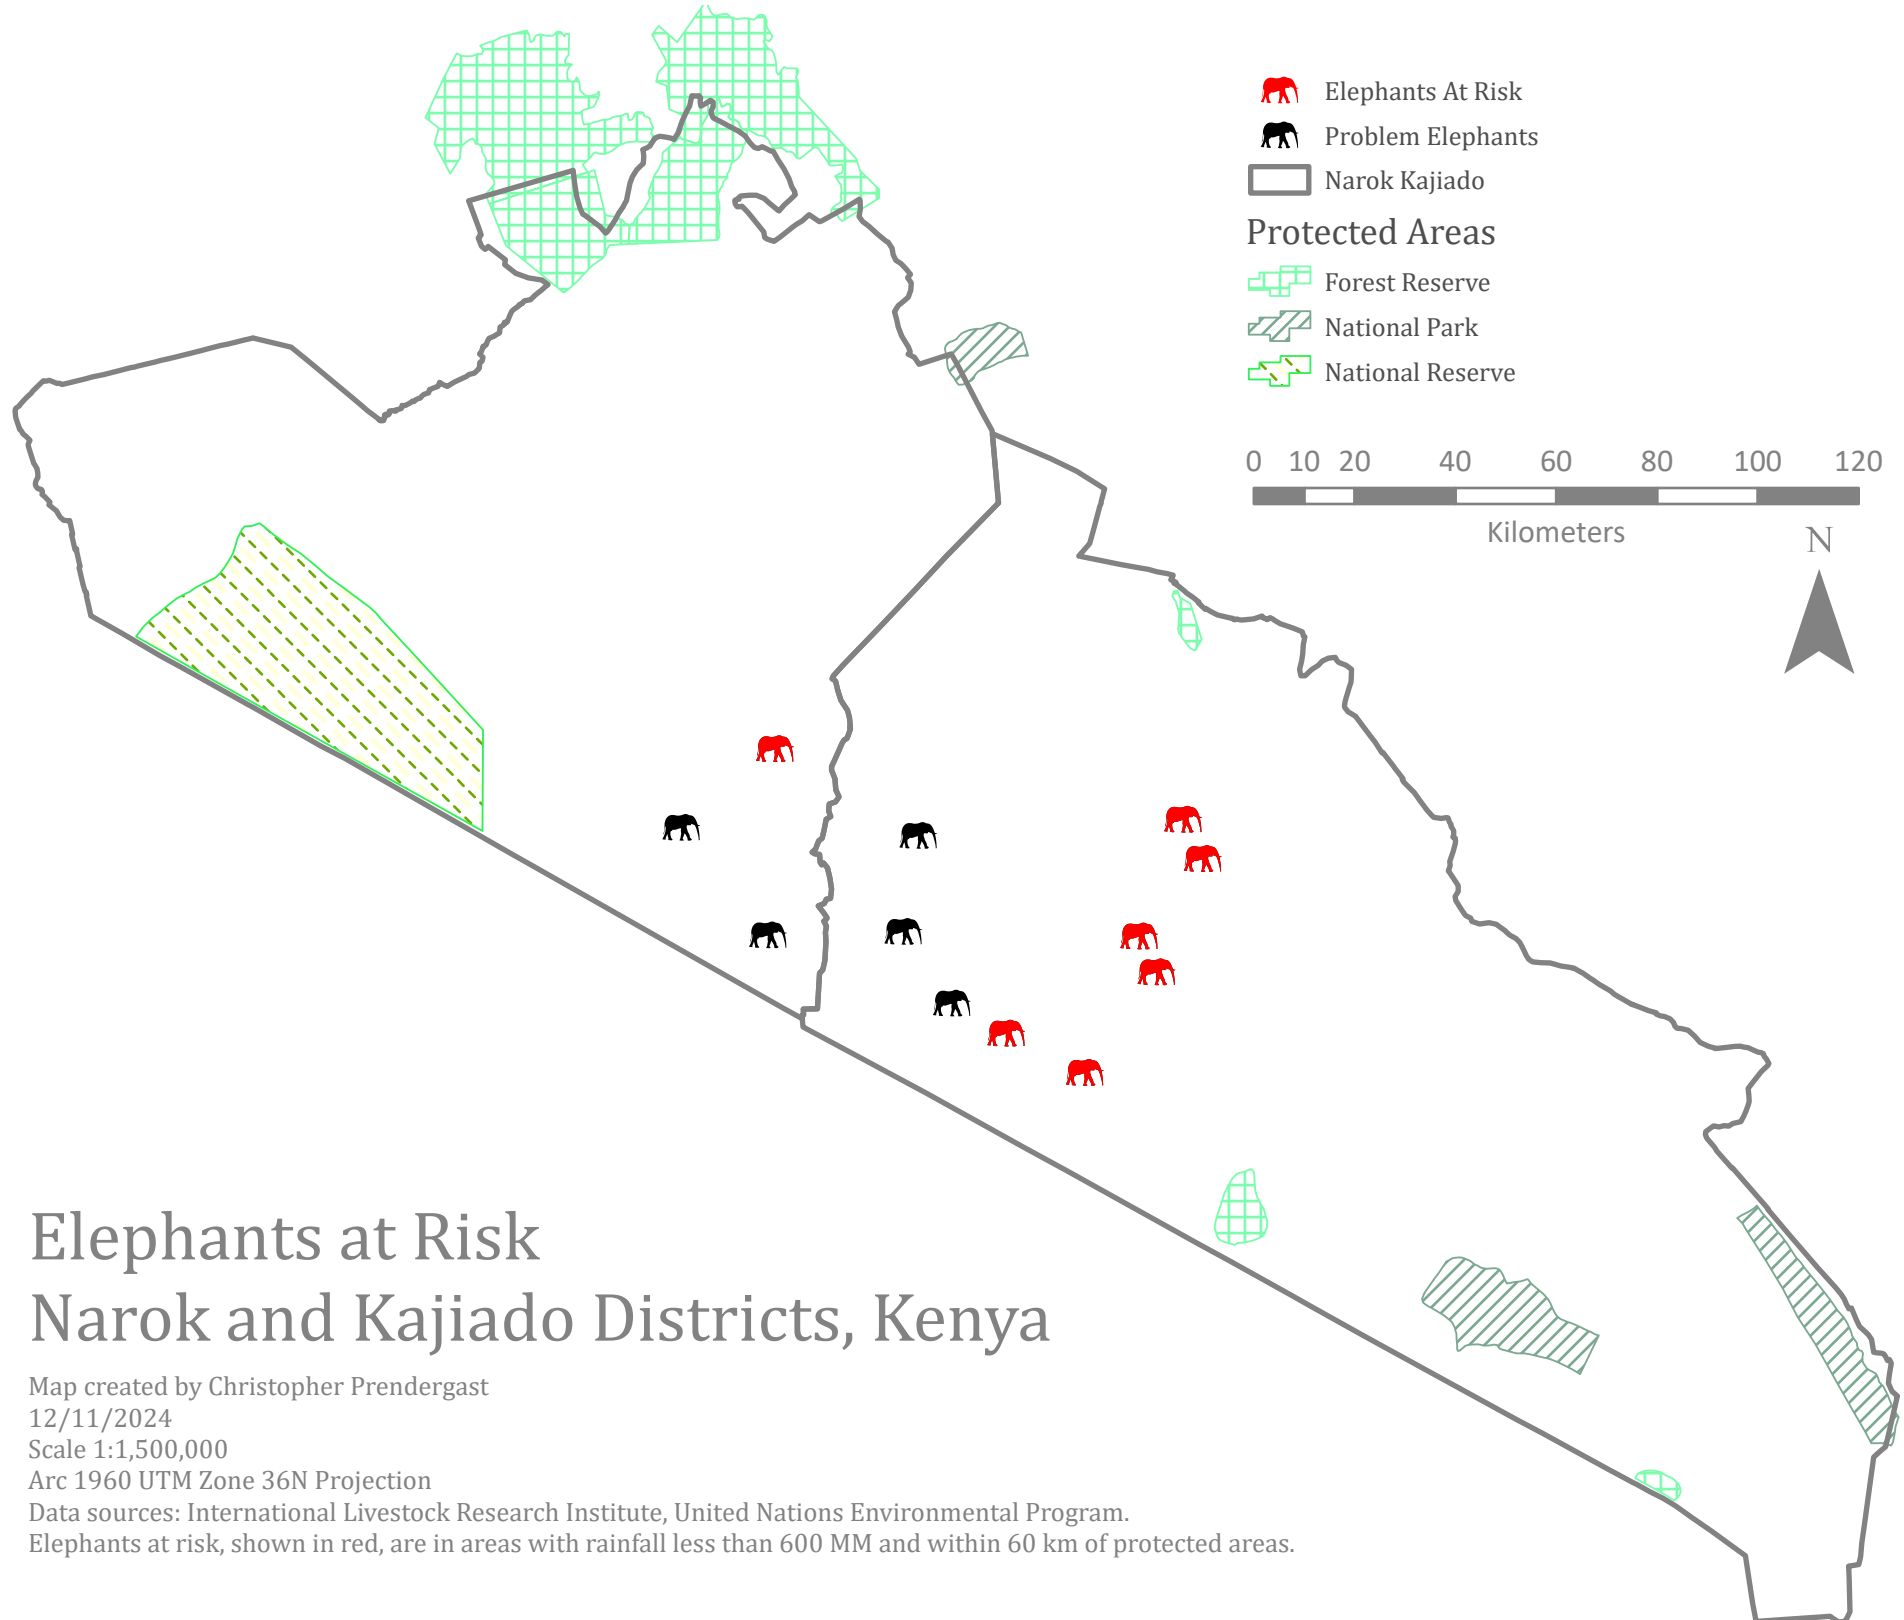 Elephants At Risk
Problem Elephants
Narok Kajiado
Protected Areas
Forest Reserve
National Park
National Reserve
0 10 20 40 60 80 100 120
Kilometers
N
Elephants at Risk
Narok and Kajiado Districts, Kenya
Map created by Christopher Prendergast
12/11/2024
Scale 1:1,500,000
Arc 1960 UTM Zone 36N Projection
Data sources: International Livestock Research Institute, United Nations Environmental Program.
Elephants at risk, shown in red, are in areas with rainfall less than 600 MM and within 60 km of protected areas.